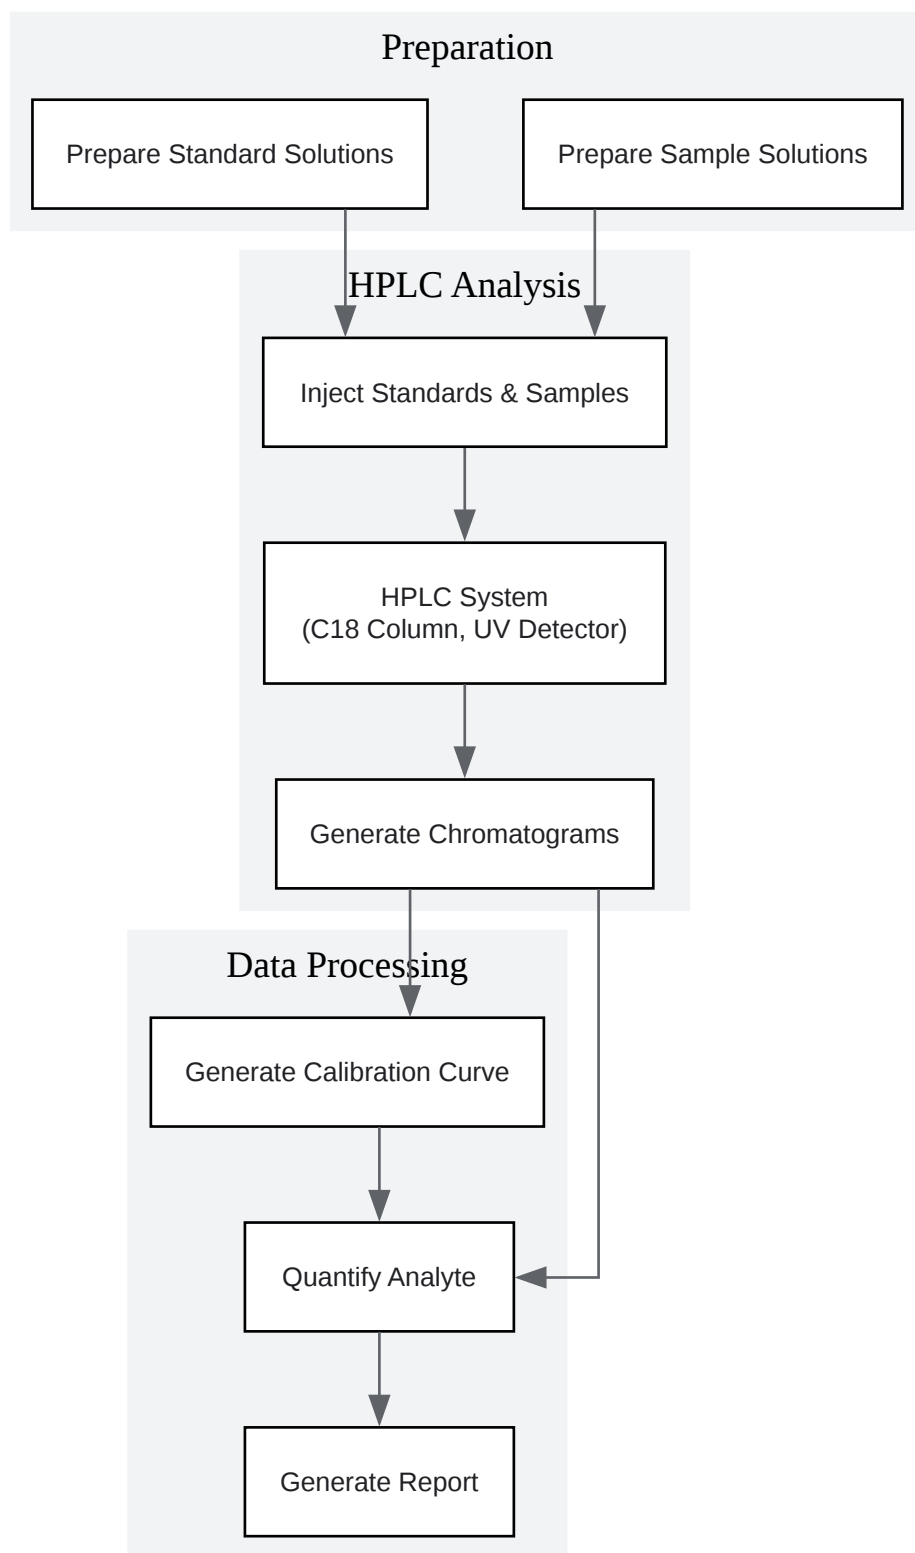 Preparation
Prepare Standard Solutions
Prepare Sample Solutions
HPLC Analysis
Inject Standards & Samples
HPLC System
(C18 Column, UV Detector)
Generate Chromatograms
Data Processing
Generate Calibration Curve
Quantify Analyte
Generate Report